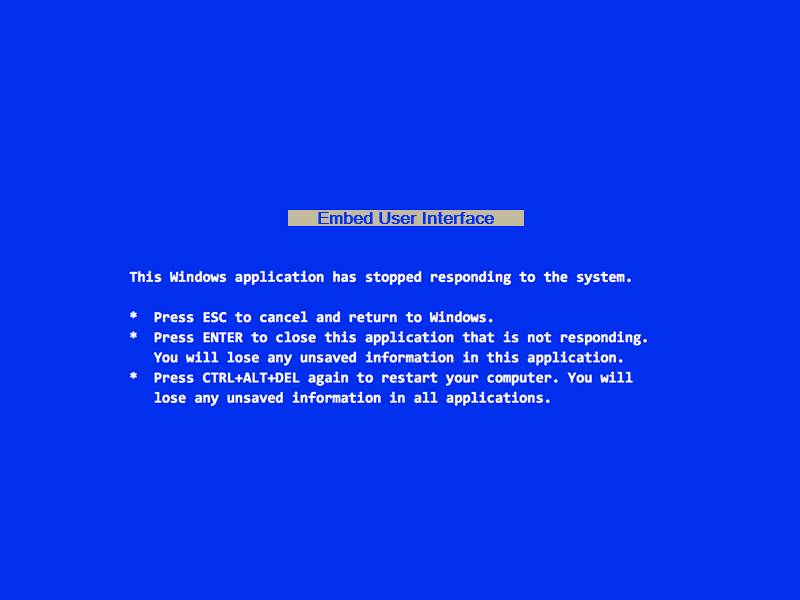 Embed User Interface
This Windows application has stopped responding to the system.
* Press ESC to cancel and return to Windows.
* Press ENTER to close this application that is not responding.
You will lose any unsaved information in this application.
* Press CTRL+ALT+DEL again to restart your computer. You will
lose any unsaved information in all applications.